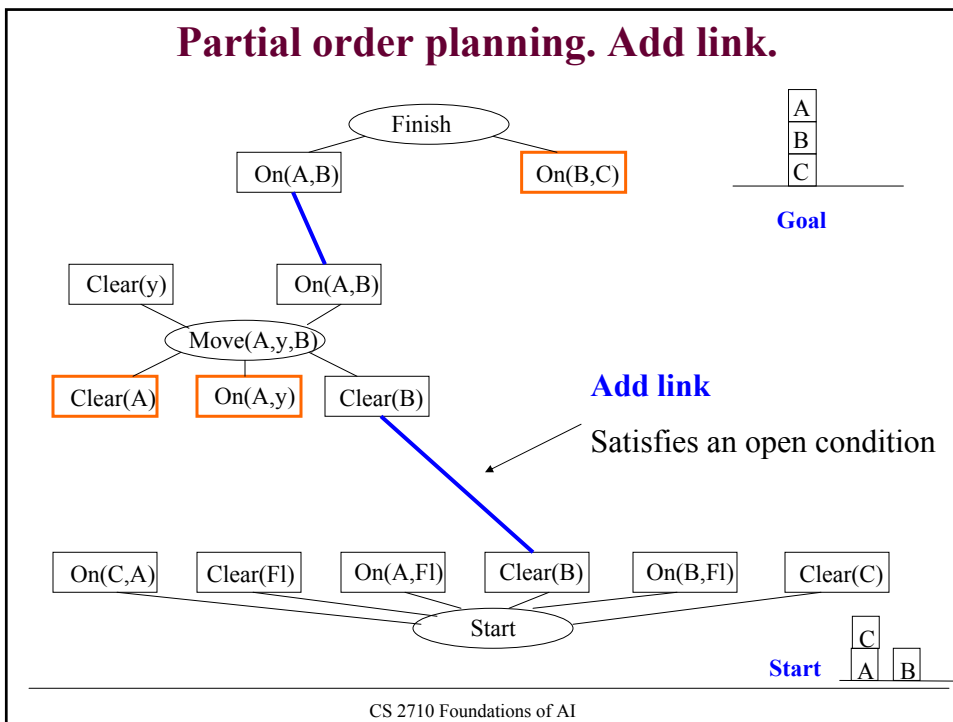 Partial order planning. Add link.
Finish
On(A,B)
On(B,C)
A
B
C
Goal
Clear(y)
On(A,B)
Move(A,y,B)
Clear(A)
On(A,y)
Clear(B)
Add link
Satisfies an open condition
On(C,A)
Clear(Fl)
On(A,Fl)
Clear(B)
On(B,Fl)
Clear(C)
Start
C
Start
A
B
CS 2710 Foundations of AI